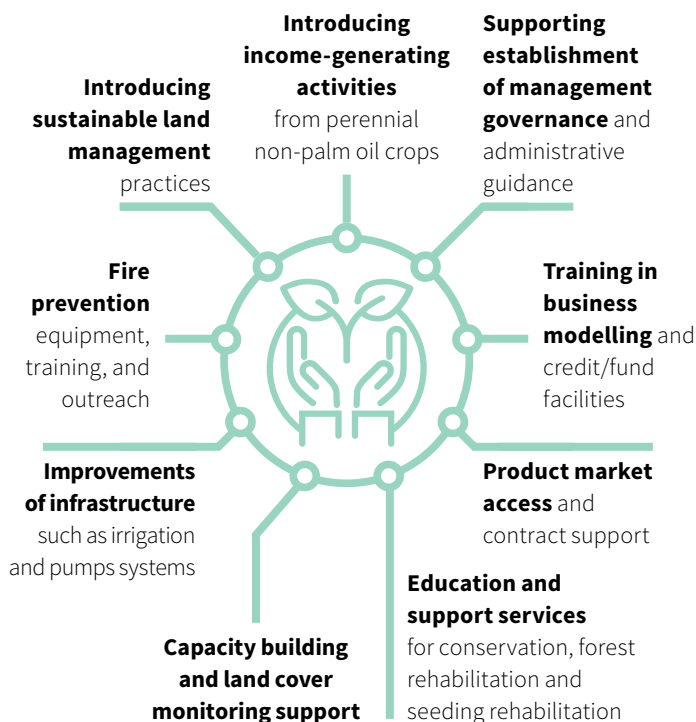 Introducing
income-generating
activities
from perennial
non-palm oil crops
Supporting
establishment
of management
governance and
administrative
guidance
Training in
business
modelling and
credit/fund
facilities
Product market
access and
contract support
Education and
support services
for conservation, forest
rehabilitation and
seeding rehabilitation
Capacity building
and land cover
monitoring support
Improvements
of infrastructure
such as irrigation
and pumps systems
Fire
prevention
equipment,
training, and
outreach
Introducing
sustainable land
management
practices